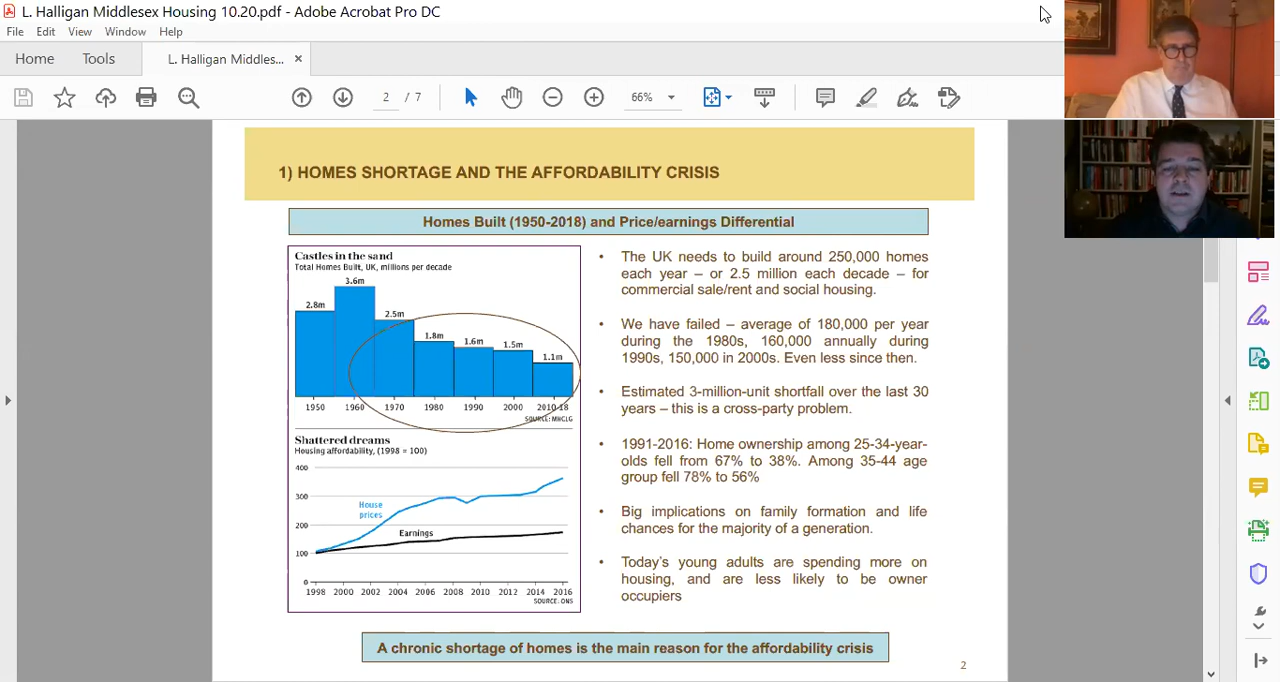 L. Halligan Middlesex Housing 10.20.pdf - Adobe Acrobat Pro DC
File Edit View Window Help
Home Tools L. Halligan Middles... ×
2 / 7 66%
1) HOMES SHORTAGE AND THE AFFORDABILITY CRISIS
Homes Built (1950-2018) and Price/earnings Differential
Castles in the sand
Total Homes Built, UK, millions per decade
3.6m
2.8m
2.5m
1.8m
1.6m
1.5m
1.1m
1950 1960 1970 1980 1990 2000 2010-18
SOURCE: MHCLG
Shattered dreams
Housing affordability, (1998 = 100)
400
300
House
prices
200
Earnings
100
0
1998 2000 2002 2004 2006 2008 2010 2012 2014 2016
SOURCE: ONS
• The UK needs to build around 250,000 homes
each year – or 2.5 million each decade – for
commercial sale/rent and social housing.
• We have failed – average of 180,000 per year
during the 1980s, 160,000 annually during
1990s, 150,000 in 2000s. Even less since then.
• Estimated 3-million-unit shortfall over the last 30
years – this is a cross-party problem.
• 1991-2016: Home ownership among 25-34-year-
olds fell from 67% to 38%. Among 35-44 age
group fell 78% to 56%
• Big implications on family formation and life
chances for the majority of a generation.
• Today's young adults are spending more on
housing, and are less likely to be owner
occupiers
A chronic shortage of homes is the main reason for the affordability crisis
2